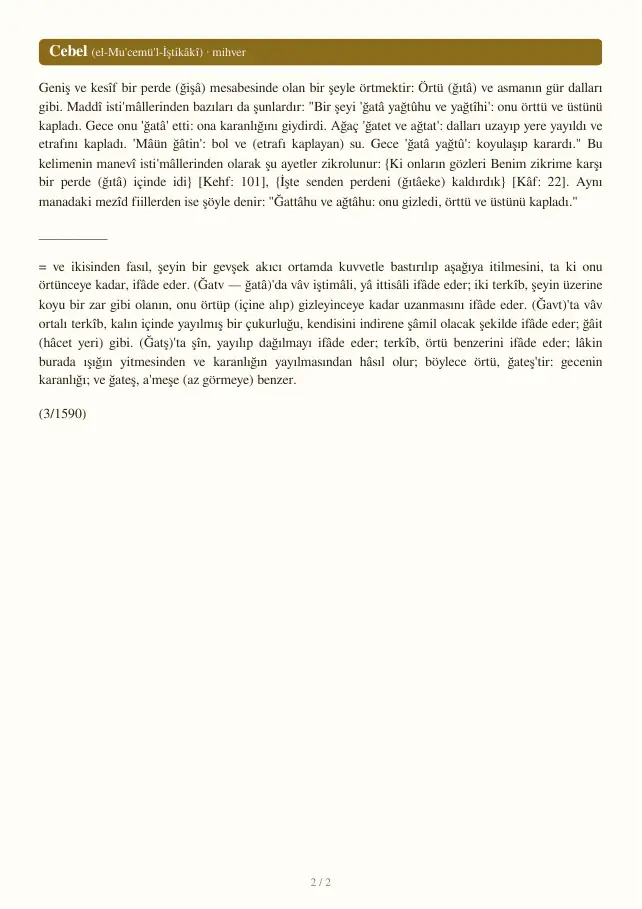 Cebel (el-Mu'cemü'l-İştikâkî) · mihver
Geniş ve kesîf bir perde (ğişâ) mesabesinde olan bir şeyle örtmektir: Örtü (ğıtâ) ve asmanın gür dalları
gibi. Maddî isti'mâllerinden bazıları da şunlardır: "Bir şeyi 'ğatâ yağtûhu ve yağtîhi': onu örttü ve üstünü
kapladı. Gece onu 'ğatâ' etti: ona karanlığını giydirdi. Ağaç 'ğatet ve ağtat': dalları uzayıp yere yayıldı ve
etrafını kapladı. 'Mâün ğâtin': bol ve (etrafı kaplayan) su. Gece 'ğatâ yağtû': koyulaşıp karardı." Bu
kelimenin manevî isti'mâllerinden olarak şu ayetler zikrolunur: {Ki onların gözleri Benim zikrime karşı
bir perde (ğıtâ) içinde idi} [Kehf: 101], {İşte senden perdeni (ğıtâeke) kaldırdık} [Kâf: 22]. Aynı
manadaki mezîd fiillerden ise şöyle denir: "Ğattâhu ve ağtâhu: onu gizledi, örttü ve üstünü kapladı."
___________
= ve ikisinden fasıl, şeyin bir gevşek akıcı ortamda kuvvetle bastırılıp aşağıya itilmesini, ta ki onu
örtünceye kadar, ifâde eder. (Ğatv — ğatâ)'da vâv iştimâli, yâ ittisâli ifâde eder; iki terkîb, şeyin üzerine
koyu bir zar gibi olanın, onu örtüp (içine alıp) gizleyinceye kadar uzanmasını ifâde eder. (Ğavt)'ta vâv
ortalı terkîb, kalın içinde yayılmış bir çukurluğu, kendisini indirene şâmil olacak şekilde ifâde eder; ğâit
(hâcet yeri) gibi. (Ğatş)'ta şîn, yayılıp dağılmayı ifâde eder; terkîb, örtü benzerini ifâde eder; lâkin
burada ışığın yitmesinden ve karanlığın yayılmasından hâsıl olur; böylece örtü, ğateş'tir: gecenin
karanlığı; ve ğateş, a'meşe (az görmeye) benzer.
(3/1590)
2 / 2